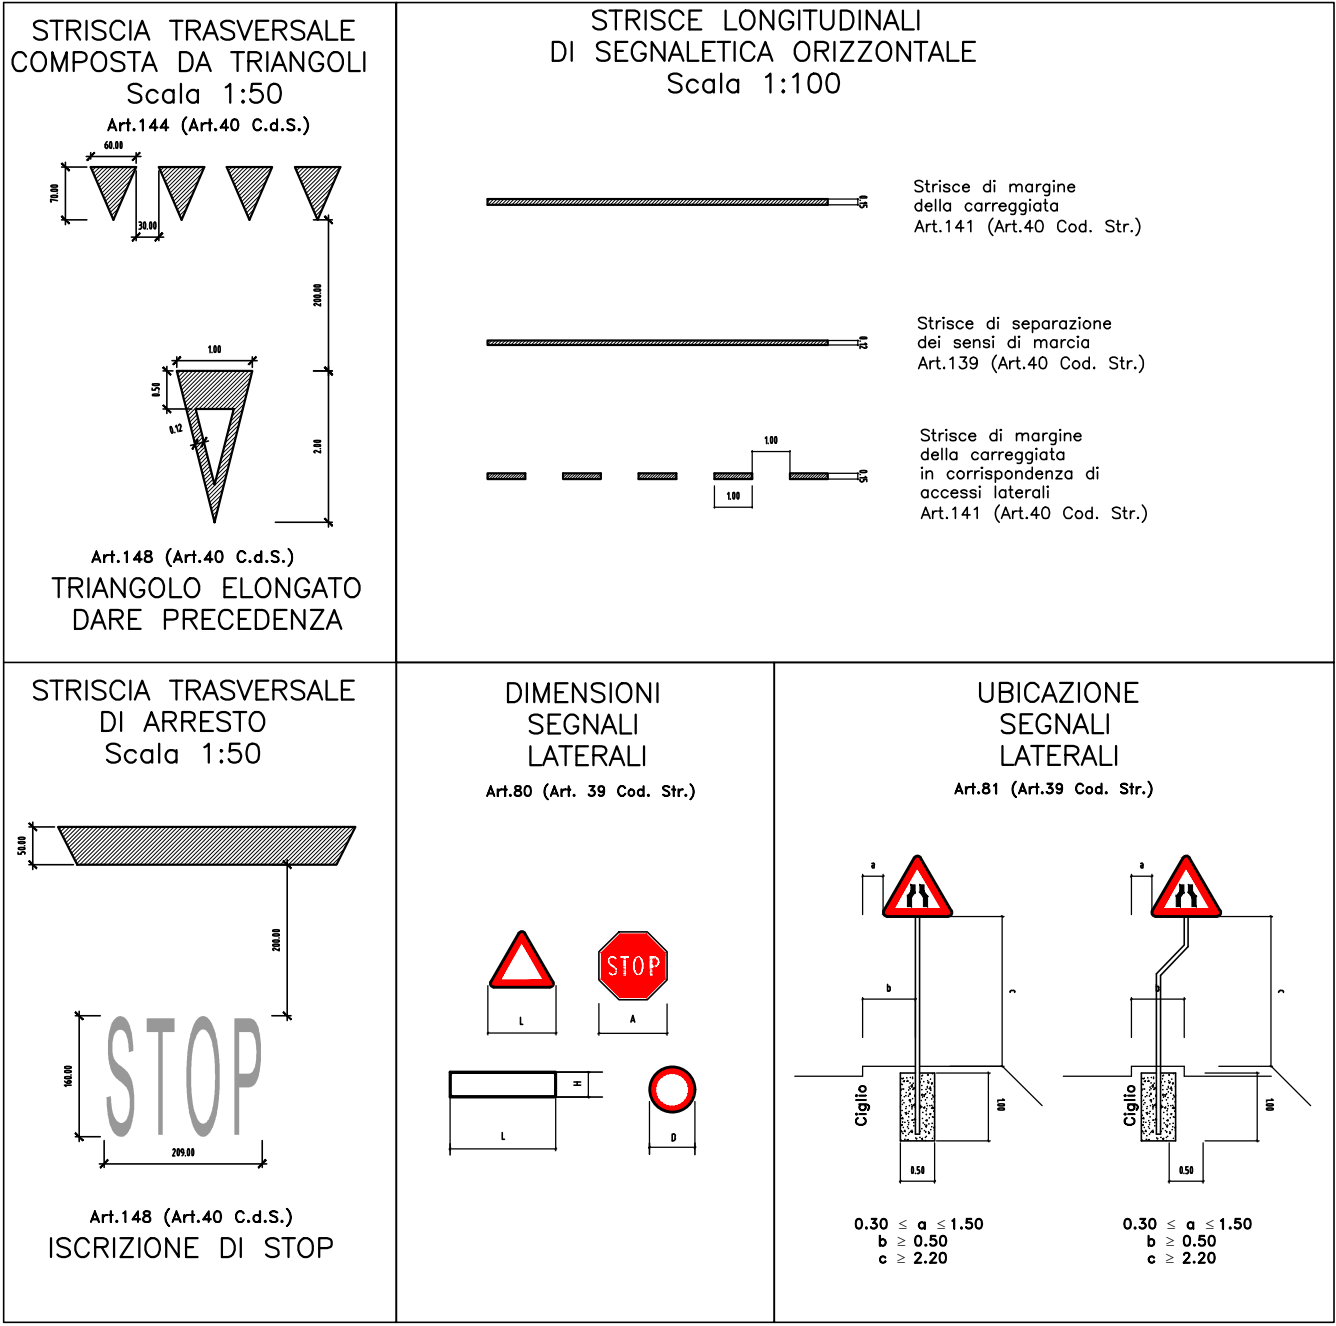 STRISCIA TRASVERSALE
COMPOSTA DA TRIANGOLI
Scala 1:50
Art.144 (Art.40 C.d.S.)
60.00
70.00
30.00
200.00
1.00
0.50
0.12
2.00
Art.148 (Art.40 C.d.S.)
TRIANGOLO ELONGATO
DARE PRECEDENZA
STRISCE LONGITUDINALI
DI SEGNALETICA ORIZZONTALE
Scala 1:100
0.15
Strisce di margine
della carreggiata
Art.141 (Art.40 Cod. Str.)
0.12
Strisce di separazione
dei sensi di marcia
Art.139 (Art.40 Cod. Str.)
1.00
1.00
0.15
Strisce di margine
della carreggiata
in corrispondenza di
accessi laterali
Art.141 (Art.40 Cod. Str.)
STRISCIA TRASVERSALE
DI ARRESTO
Scala 1:50
50.00
200.00
STOP
160.00
209.00
Art.148 (Art.40 C.d.S.)
ISCRIZIONE DI STOP
DIMENSIONI
SEGNALI
LATERALI
Art.80 (Art. 39 Cod. Str.)
STOP
L
A
H
L
D
UBICAZIONE
SEGNALI
LATERALI
Art.81 (Art.39 Cod. Str.)
a
b
c
Ciglio
1.00
0.50
0.30 ≤ a ≤ 1.50
b ≥ 0.50
c ≥ 2.20
a
b
c
Ciglio
1.00
0.50
0.30 ≤ a ≤ 1.50
b ≥ 0.50
c ≥ 2.20